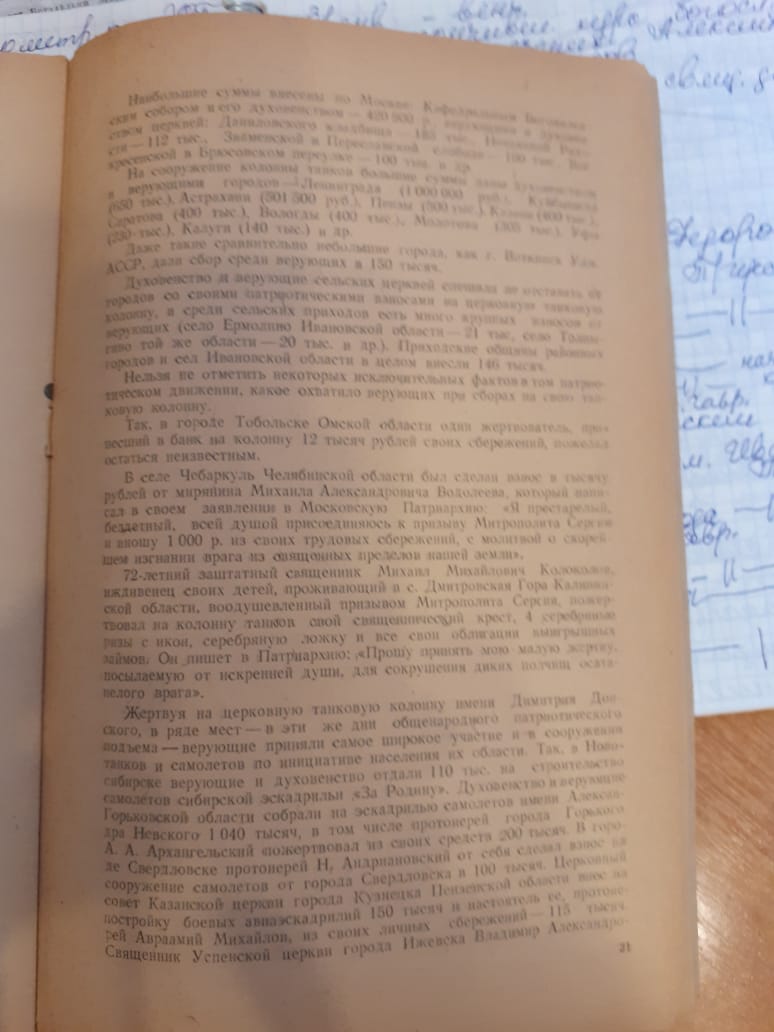 Наибольшие суммы внесены по Москве: Кафедральным Богоявлен-
ским собором и его духовенством — 420 900 р., верующими и духовен-
ством церквей: Даниловского кладбища — 185 тыс.,
сти — 112 тыс., Знаменской в Переяславской слободе — 100 тыс., Вос-
кресенской в Брюсовском переулке — 100 тыс. и др.
На сооружение колонны танков большие суммы даны духовенством
и верующими городов — Ленинграда (1 000 000 руб.), Куйбышева
(650 тыс.), Астрахани (501 500 руб.), Пензы (500 тыс.), Казани (400 тыс.),
Саратова (400 тыс.), Вологды (400 тыс.), Молотова тыс.), Уфы
(230 тыс.), Калуги (140 тыс.) и др.
Даже такие сравнительно небольшие города, как г. Воткинск Удм.
АССР, дали сбор среди верующих в 150 тысяч.
Духовенство и верующие сельских церквей спешили не отставать от
городов со своими патриотическими взносами на церковную танковую
колонну, и среди сельских приходов есть много крупных взносов от
верующих (село Ермолино Ивановской области — 21 тыс, село
той же области — 20 тыс. и др.). Приходские общины районных
городов и сел Ивановской области в целом внесли 146 тысяч.
Нельзя не отметить некоторых исключительных фактов в том патрио-
тическом движении, какое охватило верующих при сборах на свою тан-
ковую колонну.
Так, в городе Тобольске Омской области один жертвователь, при-
несший в банк на колонну 12 тысяч рублей своих сбережений, пожелал
остаться неизвестным.
В селе Чебаркуль Челябинской области был сделан взнос в тысячу
рублей от мирянина Михаила Александровича Водолеева, который напи-
сал в своем заявлении в Московскую Патриархию: «Я престарелый,
бездетный, всей душой присоединяюсь к призыву Митрополита Сергия
и вношу 1 000 р. из своих трудовых сбережений, с молитвой о скорей-
шем изгнании врага из священных пределов нашей земли».
72-летний заштатный священник Михаил Михайлович Колоколов,
иждивенец своих детей, проживающий в с. Дмитровская Гора Калинин-
ской области, воодушевленный призывом Митрополита Сергия, пожер-
твовал на колонну танков свой священнический крест, 4 серебряные
ризы с икон, серебряную ложку и все свои облигации выигрышных
займов. Он пишет в Патриархию: «Прошу принять мою малую жертву,
посылаемую от искренней души, для сокрушения диких полчищ осата-
нелого врага».
Жертвуя на церковную танковую колонну имени Димитрия Дон-
ского, в ряде мест — в эти же дни общенародного патриотического
подъема — верующие приняли самое широкое участие и в сооружении
танков и самолетов по инициативе населения их области. Так, в Ново-
сибирске верующие и духовенство отдали 110 тыс. на строительство
самолетов сибирской эскадрильи «За Родину». Духовенство и верующие
Горьковской области собрали на эскадрилью самолетов имени Алексан-
дра Невского 1 040 тысяч, в том числе протоиерей города Горького
А. А. Архангельский пожертвовал из своих средств 200 тысяч. В горо-
де Свердловске протоиерей Н. Андриановский от себя сделал взнос на
сооружение самолетов от города Свердловска в 100 тысяч. Церковный
совет Казанской церкви города Кузнецка Пензенской области внес на
постройку боевых авиаэскадрилий 150 тысяч и настоятель ее, протоие-
рей Авраамий Михайлов, из своих личных сбережений — 115 тысяч.
Священник Успенской церкви города Ижевска Владимир Александро-
31